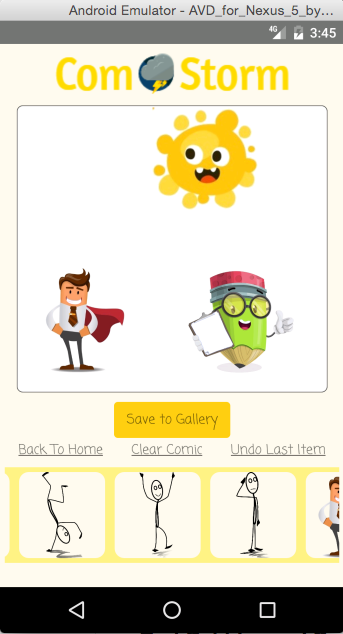 Android Emulator - AVD_for_Nexus_5_by…
4G 3:45
Com Storm
Save to Gallery
Back To Home Clear Comic Undo Last Item